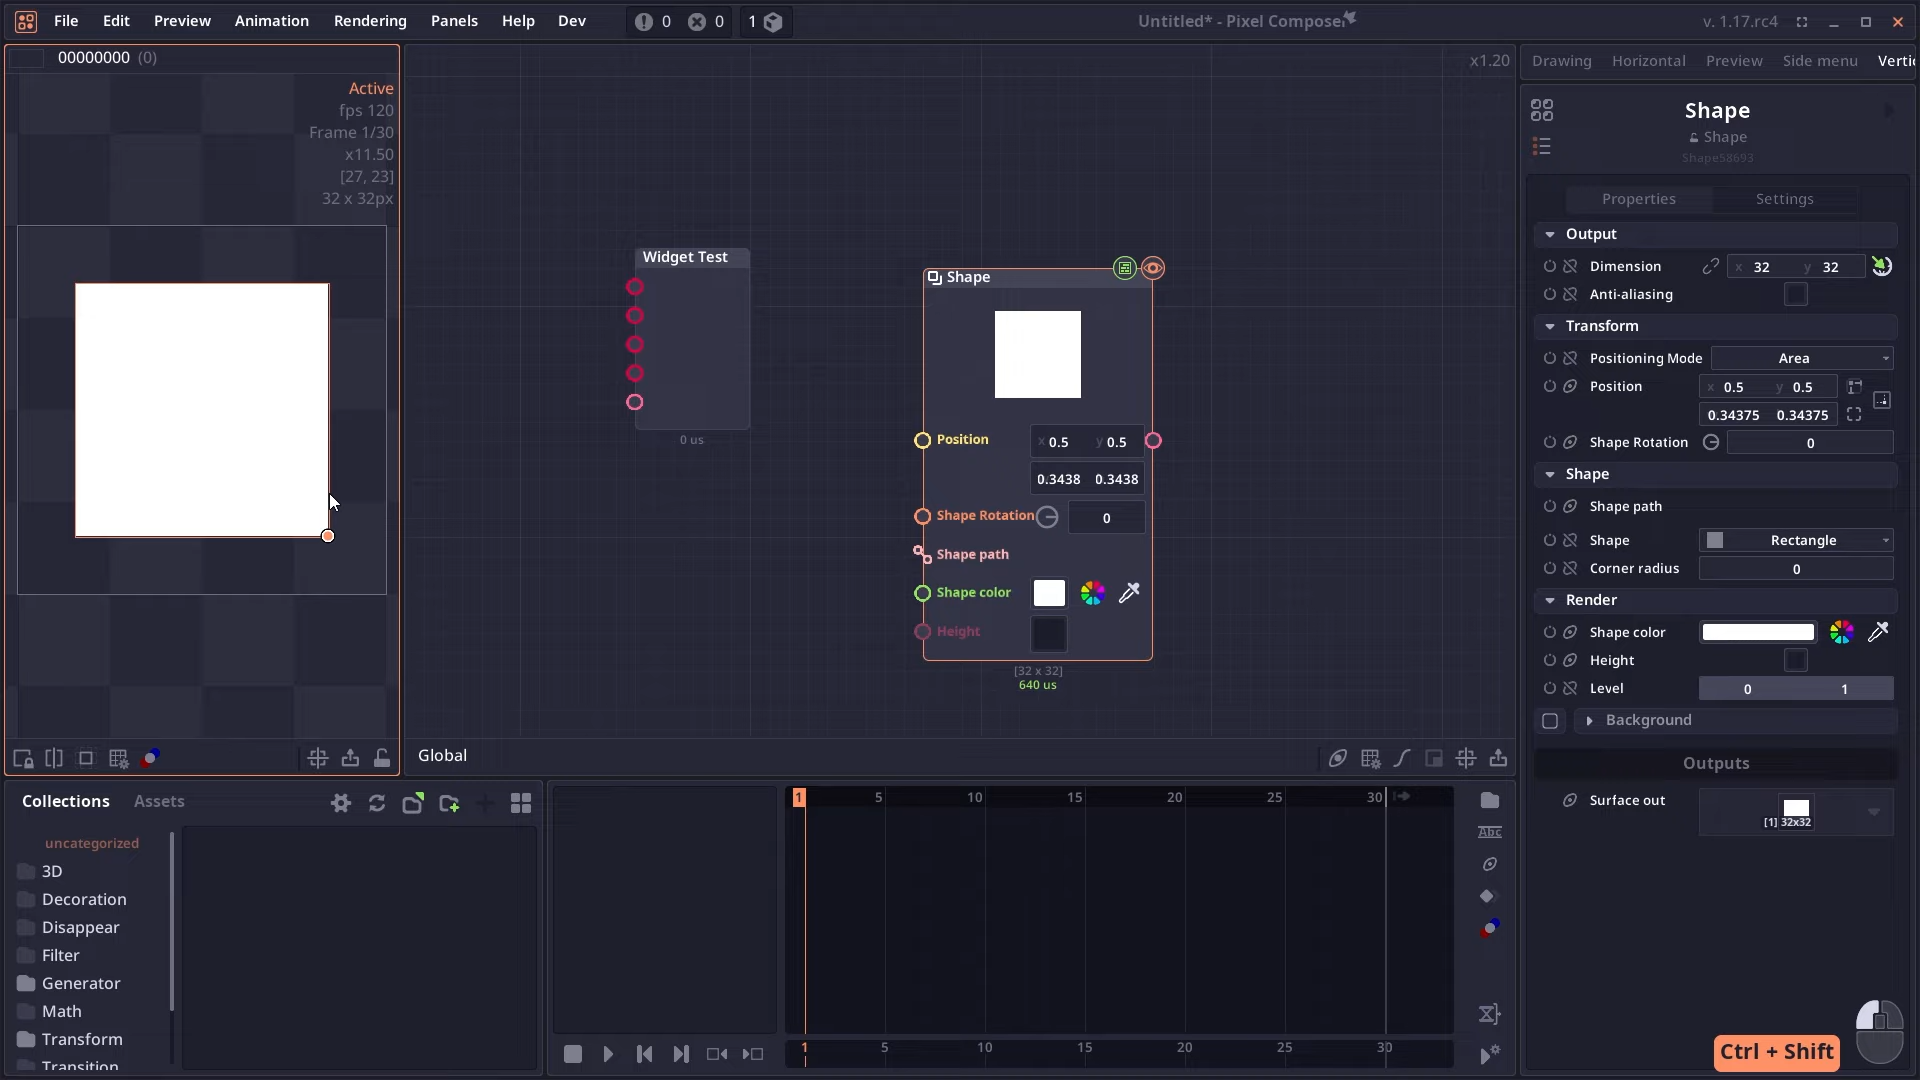 File Edit Preview Animation Rendering Panels Help Dev 0 0 1 Untitled* - Pixel Composer v. 1.17.rc4
00000000 (0)
Active
fps 120
Frame 1/30
x11.50
[27, 23]
32 x 32px
x1.20
Widget Test
0 us
Shape
Position x 0.5 y 0.5
0.3438 0.3438
Shape Rotation 0
Shape path
Shape color
Height
[32 x 32]
640 us
Global
Drawing Horizontal Preview Side menu Vertic
Shape
Shape
Shape58693
Properties Settings
Output
Dimension x 32 y 32
Anti-aliasing
Transform
Positioning Mode Area
Position x 0.5 y 0.5
0.34375 0.34375
Shape Rotation 0
Shape
Shape path
Shape Rectangle
Corner radius 0
Render
Shape color
Height
Level 0 1
Background
Outputs
Surface out
[1] 32x32
Collections Assets
uncategorized
3D
Decoration
Disappear
Filter
Generator
Math
Transform
Transition
1 5 10 15 20 25 30
Abc
1 5 10 15 20 25 30
Ctrl + Shift